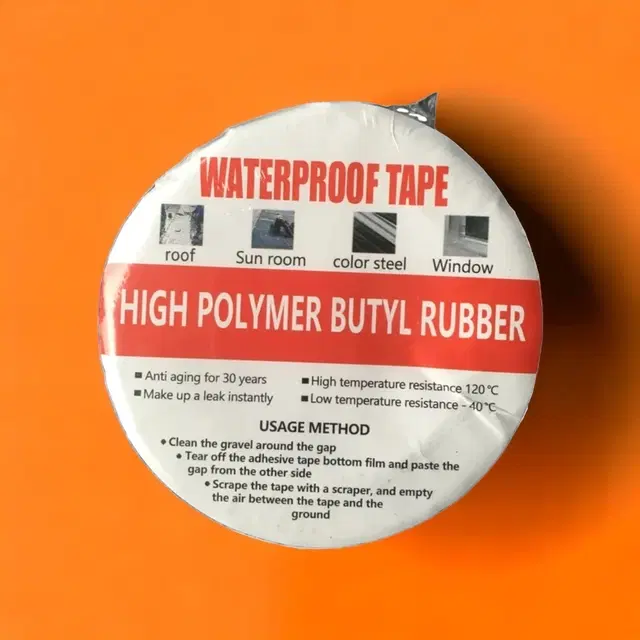 WATERPROOF TAPE
roof Sun room color steel Window
HIGH POLYMER BUTYL RUBBER
■ Anti aging for 30 years ■ High temperature resistance 120℃
■ Make up a leak instantly ■ Low temperature resistance - 40℃
USAGE METHOD
◆ Clean the gravel around the gap
● Tear off the adhesive tape bottom film and paste the
gap from the other side
● Scrape the tape with a scraper, and empty
the air between the tape and the
ground